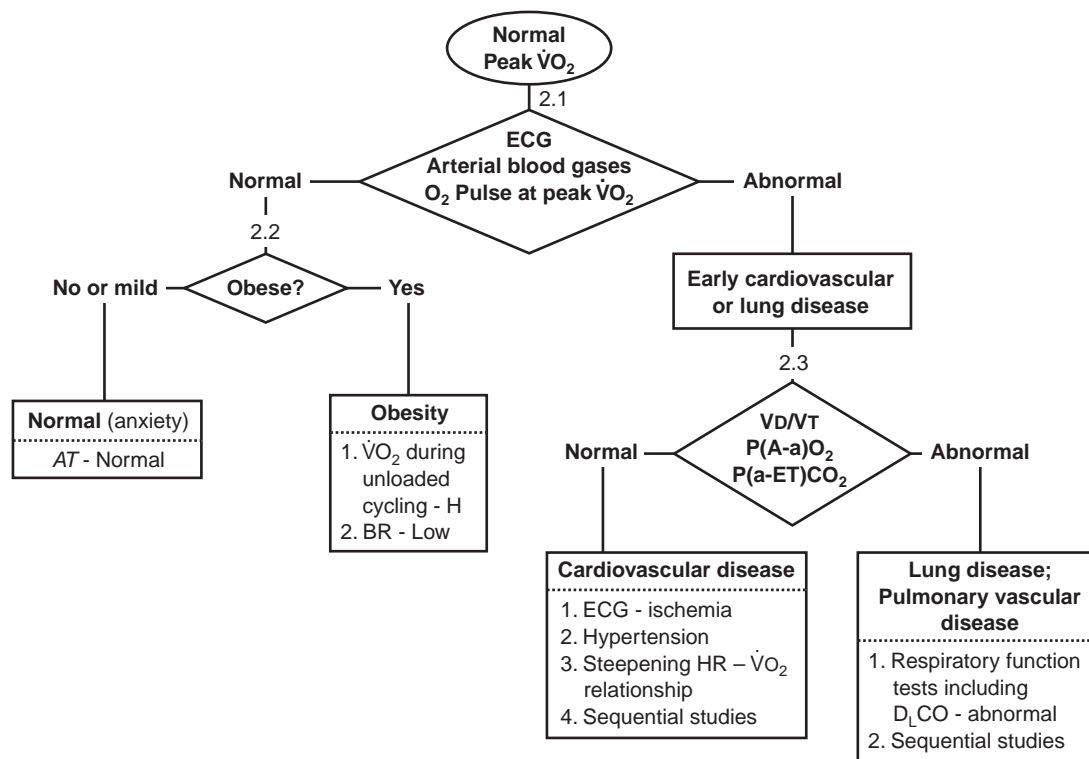 Normal
Peak V̇O₂
2.1
ECG
Arterial blood gases
O₂ Pulse at peak V̇O₂
Normal
Abnormal
2.2
Obese?
No or mild
Yes
Early cardiovascular
or lung disease
2.3
Normal (anxiety)
AT - Normal
Obesity
1. V̇O₂ during
unloaded
cycling - H
2. BR - Low
VD/VT
P(A-a)O₂
P(a-ET)CO₂
Normal
Abnormal
Cardiovascular disease
1. ECG - ischemia
2. Hypertension
3. Steepening HR – V̇O₂
relationship
4. Sequential studies
Lung disease;
Pulmonary vascular
disease
1. Respiratory function
tests including
D_LCO - abnormal
2. Sequential studies